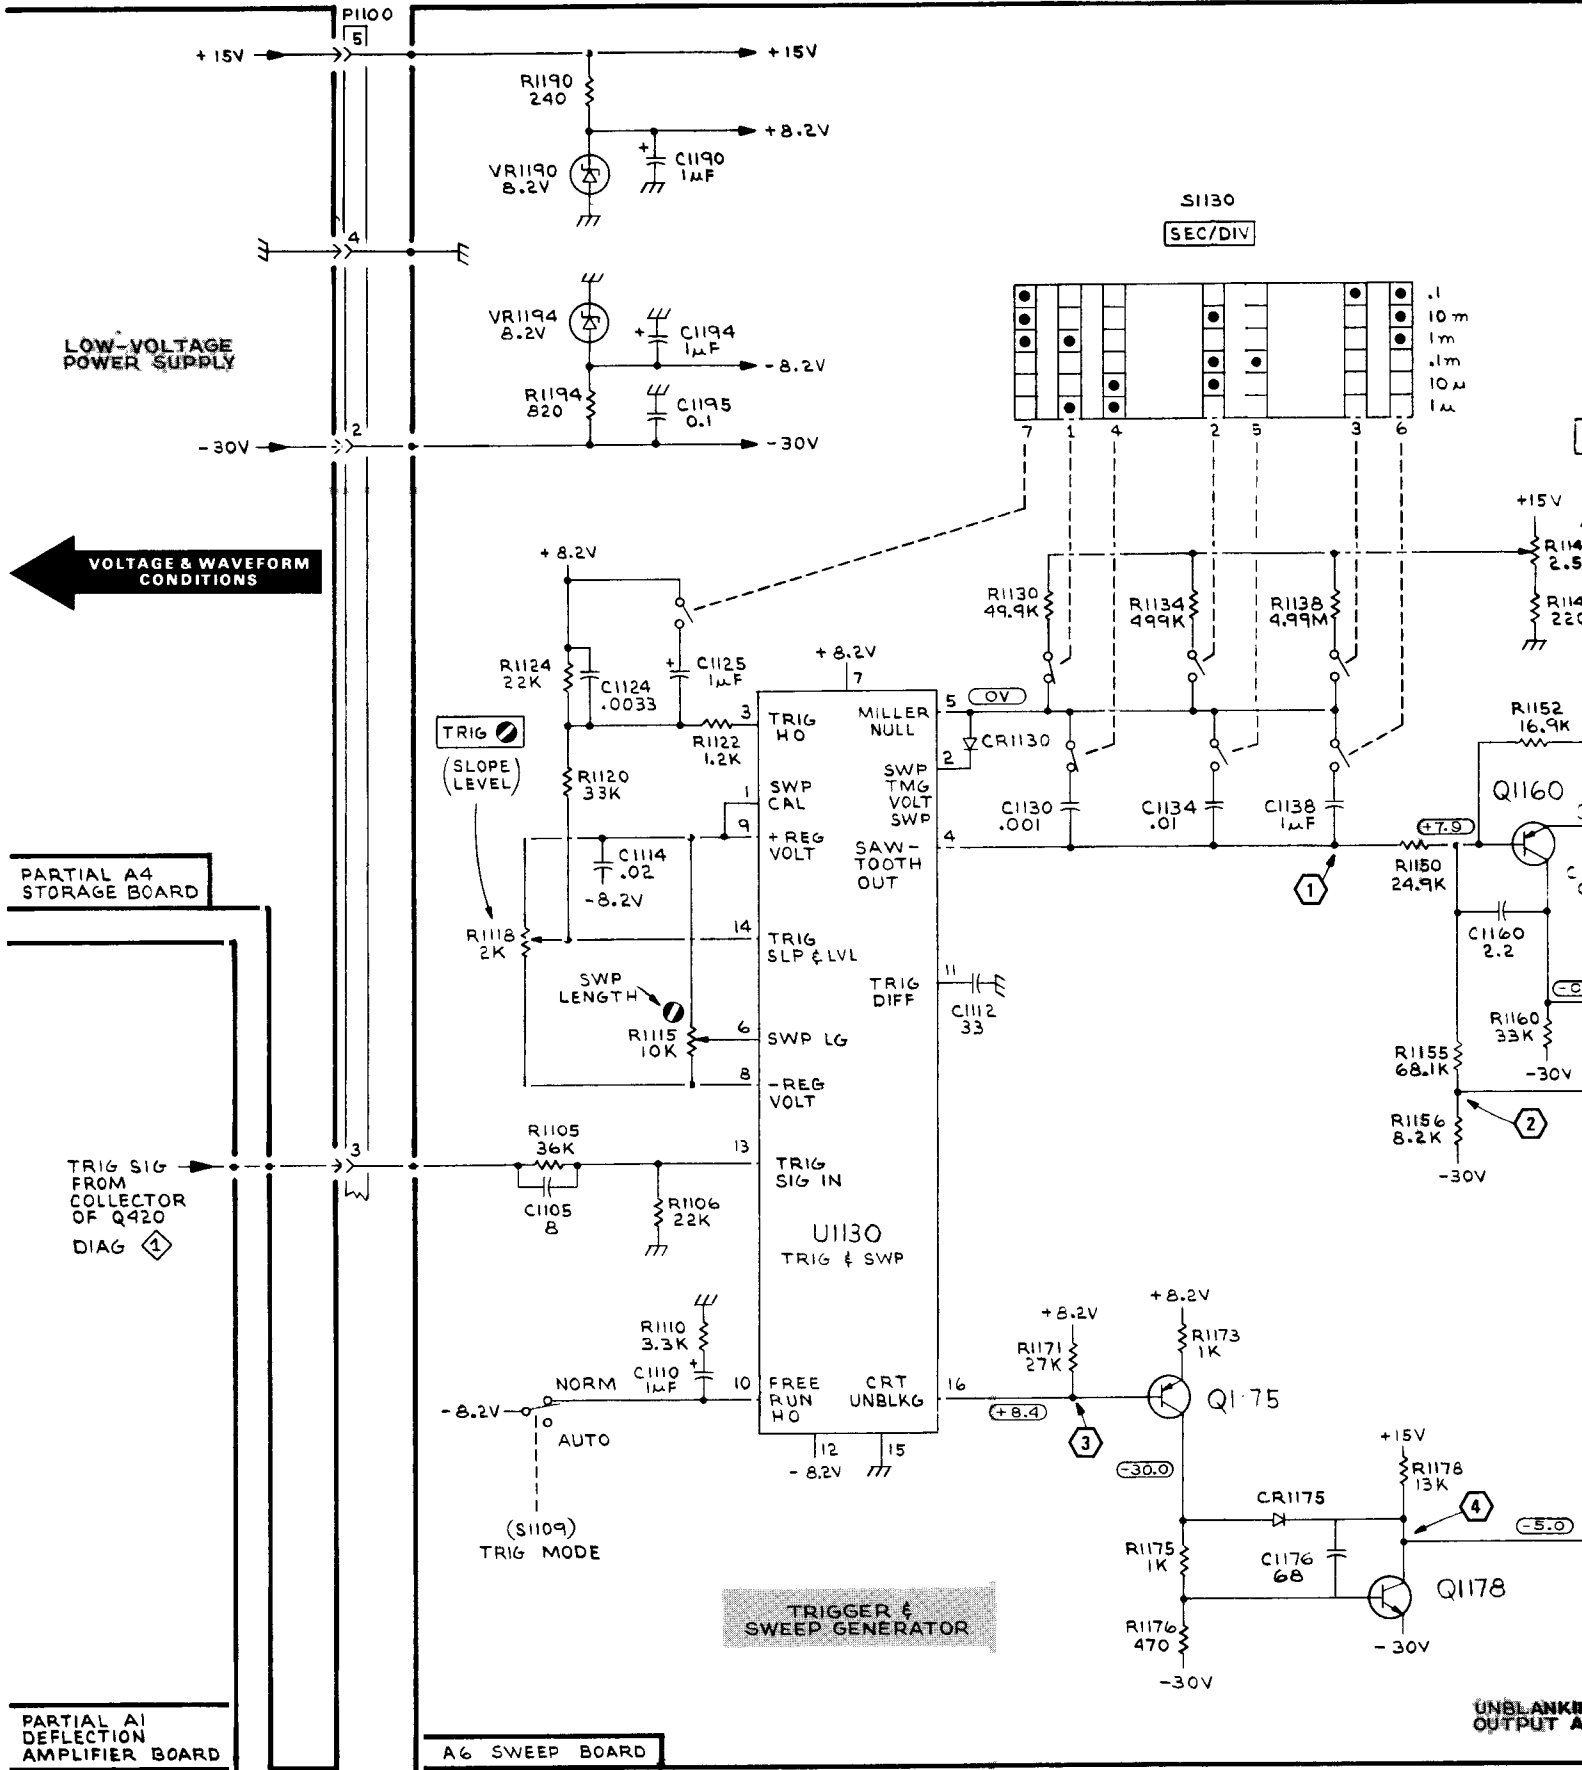 P1100
5
+15V
+15V
R1190
240
+8.2V
VR1190
8.2V
+
C1190
1µF
S1130
SEC/DIV
4
.1
10 m
1m
.1m
10 µ
1µ
7 1 4 2 5 3 6
VR1194
8.2V
+
C1194
1µF
-8.2V
LOW-VOLTAGE
POWER SUPPLY
R1194
820
C1195
0.1
-30V
2
-30V
VOLTAGE & WAVEFORM
CONDITIONS
+8.2V
+15V
R114
2.5
R114
220
R1130
49.9K
R1134
499K
R1138
4.99M
R1124
22K
C1124
.0033
+
C1125
1µF
+8.2V
7
TRIG
(SLOPE)
(LEVEL)
R1122
1.2K
3
TRIG
HO
MILLER
NULL
5
0V
CR1130
2
SWP
TMG
VOLT
SWP
R1120
33K
1
SWP
CAL
9
+REG
VOLT
C1130
.001
C1134
.01
C1138
1µF
4
SAW-
TOOTH
OUT
1
R1152
16.9K
Q1160
+7.9
R1150
24.9K
C1114
.02
-8.2V
PARTIAL A4
STORAGE BOARD
R1118
2K
14
TRIG
SLP & LVL
C1160
2.2
SWP
LENGTH
TRIG
DIFF
11
C1112
33
R1115
10K
6
SWP LG
R1160
33K
-30V
R1155
68.1K
8
-REG
VOLT
2
R1156
8.2K
-30V
TRIG SIG
FROM
COLLECTOR
OF Q420
DIAG 1
3
R1105
36K
C1105
8
R1106
22K
13
TRIG
SIG IN
U1130
TRIG & SWP
R1110
3.3K
+
C1110
1µF
NORM
-8.2V
AUTO
(S1109)
TRIG MODE
10
FREE
RUN
HO
CRT
UNBLKG
16
12
-8.2V
15
+8.2V
R1171
27K
+8.4
3
+8.2V
R1173
1K
Q1175
-30.0
+15V
R1178
13K
CR1175
4
-5.0
R1175
1K
C1176
68
Q1178
R1176
470
-30V
-30V
TRIGGER &
SWEEP GENERATOR
OUTPUT
PARTIAL A1
DEFLECTION
AMPLIFIER BOARD
A6 SWEEP BOARD